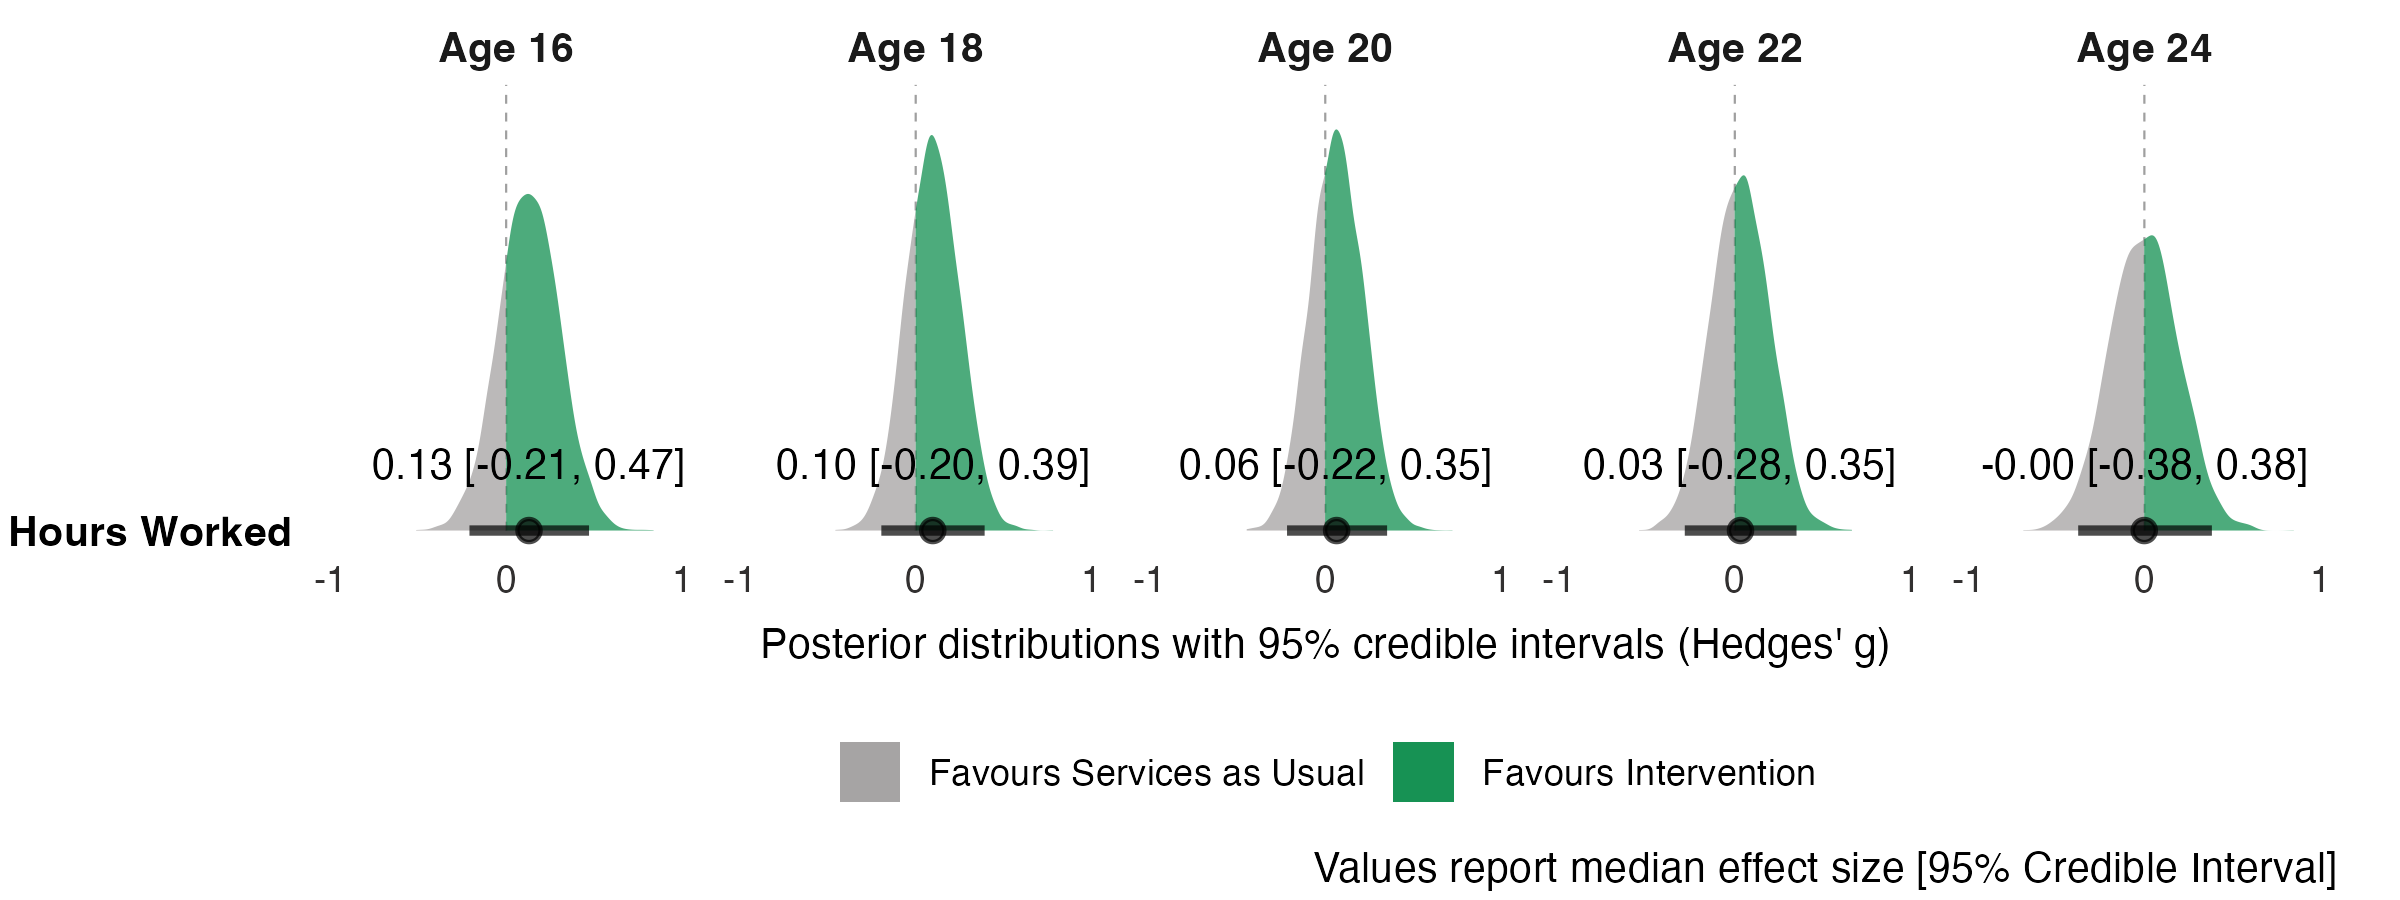 Age 16 Age 18 Age 20 Age 22 Age 24
0.13 [-0.21, 0.47] 0.10 [-0.20, 0.39] 0.06 [-0.22, 0.35] 0.03 [-0.28, 0.35] -0.00 [-0.38, 0.38]
Hours Worked
-1 0 1 -1 0 1 -1 0 1 -1 0 1 -1 0 1
Posterior distributions with 95% credible intervals (Hedges' g)
Favours Services as Usual Favours Intervention
Values report median effect size [95% Credible Interval]